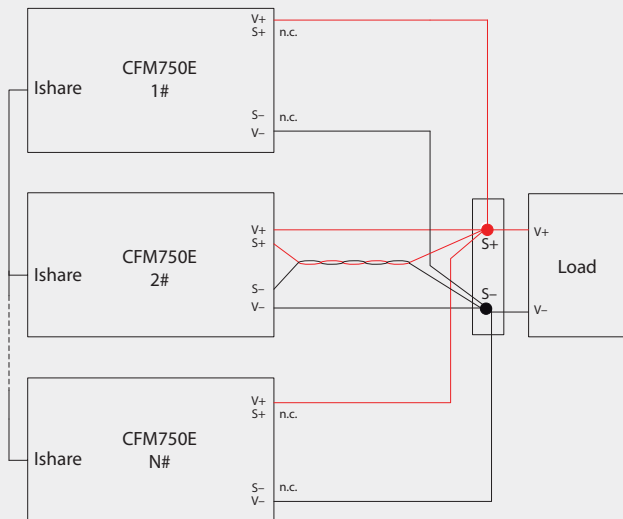 V+
S+ n.c.
CFM750E
Ishare
1#
S– n.c.
V–
V+
CFM750E
S+
Ishare
2#
S–
V–
S+
S–
V+
Load
V–
V+
S+ n.c.
CFM750E
Ishare
N#
S– n.c.
V–